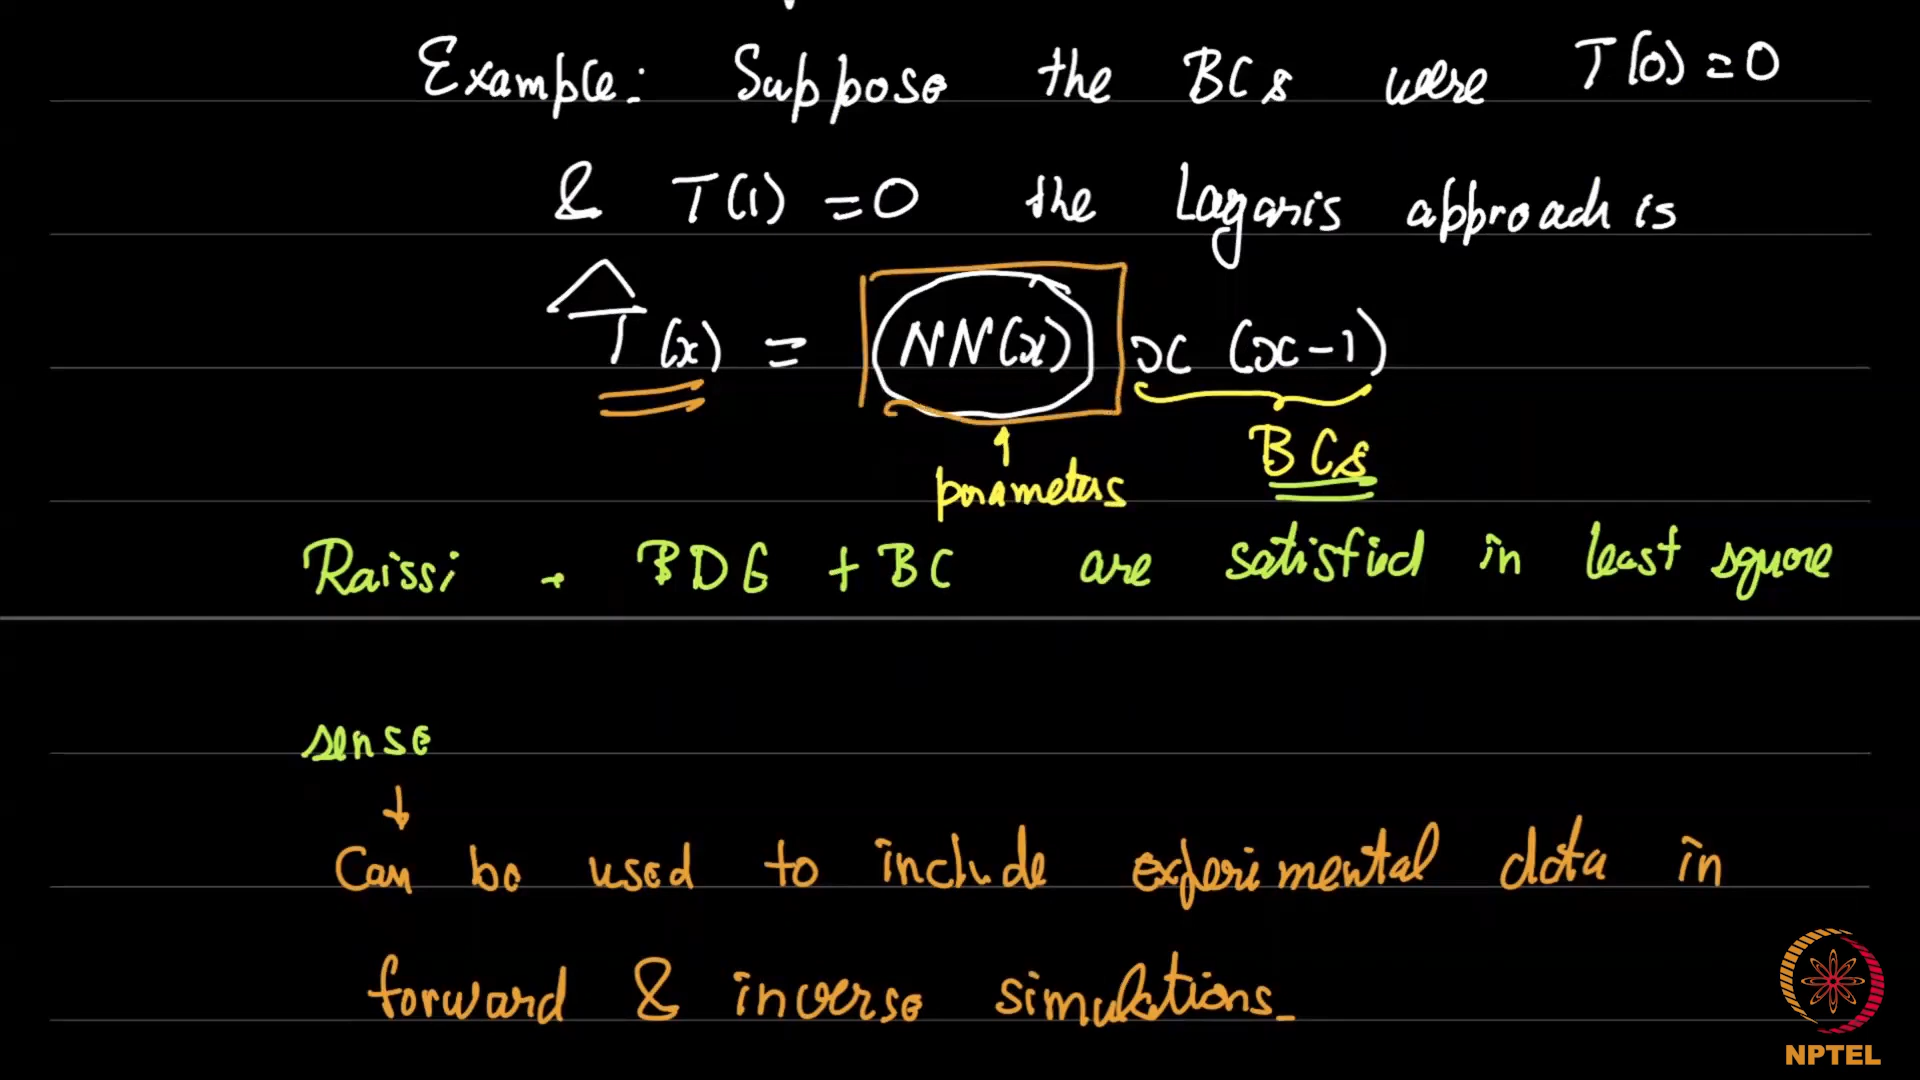 Example: Suppose the BCs were T(0) = 0
& T(1) = 0 the Lagaris approach is
T̂(x) = NN(x) x (x-1)
parameters
BCs
Raissi - PDE + BC are satisfied in least square
sense
Can be used to include experimental data in
forward & inverse simulations_
NPTEL